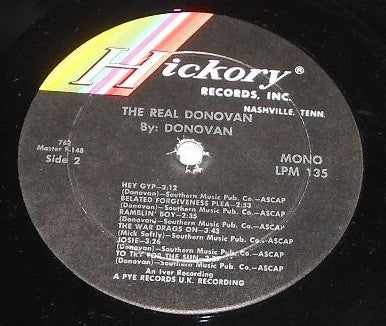 Hickory®
RECORDS, INC.
NASHVILLE, TENN.
THE REAL DONOVAN
By: DONOVAN
762
Master P-148
Side 2
MONO
LPM 135
HEY GYP—3:12
(Donovan)—Southern Music Pub. Co.—ASCAP
BELATED FORGIVENESS PLEA—2:53
(Donovan)—Southern Music Pub. Co.—ASCAP
RAMBLIN' BOY—2:35
(Donovan)—Southern Music Pub. Co.—ASCAP
THE WAR DRAGS ON—3:43
(Mick Softly)—Southern Music Pub. Co.—ASCAP
JOSIE—3:26
(Donovan)—Southern Music Pub. Co.—ASCAP
TO TRY FOR THE SUN
(Donovan)—Southern Music Pub. Co.—ASCAP
An Iver Recording
A PYE RECORDS U.K. RECORDING